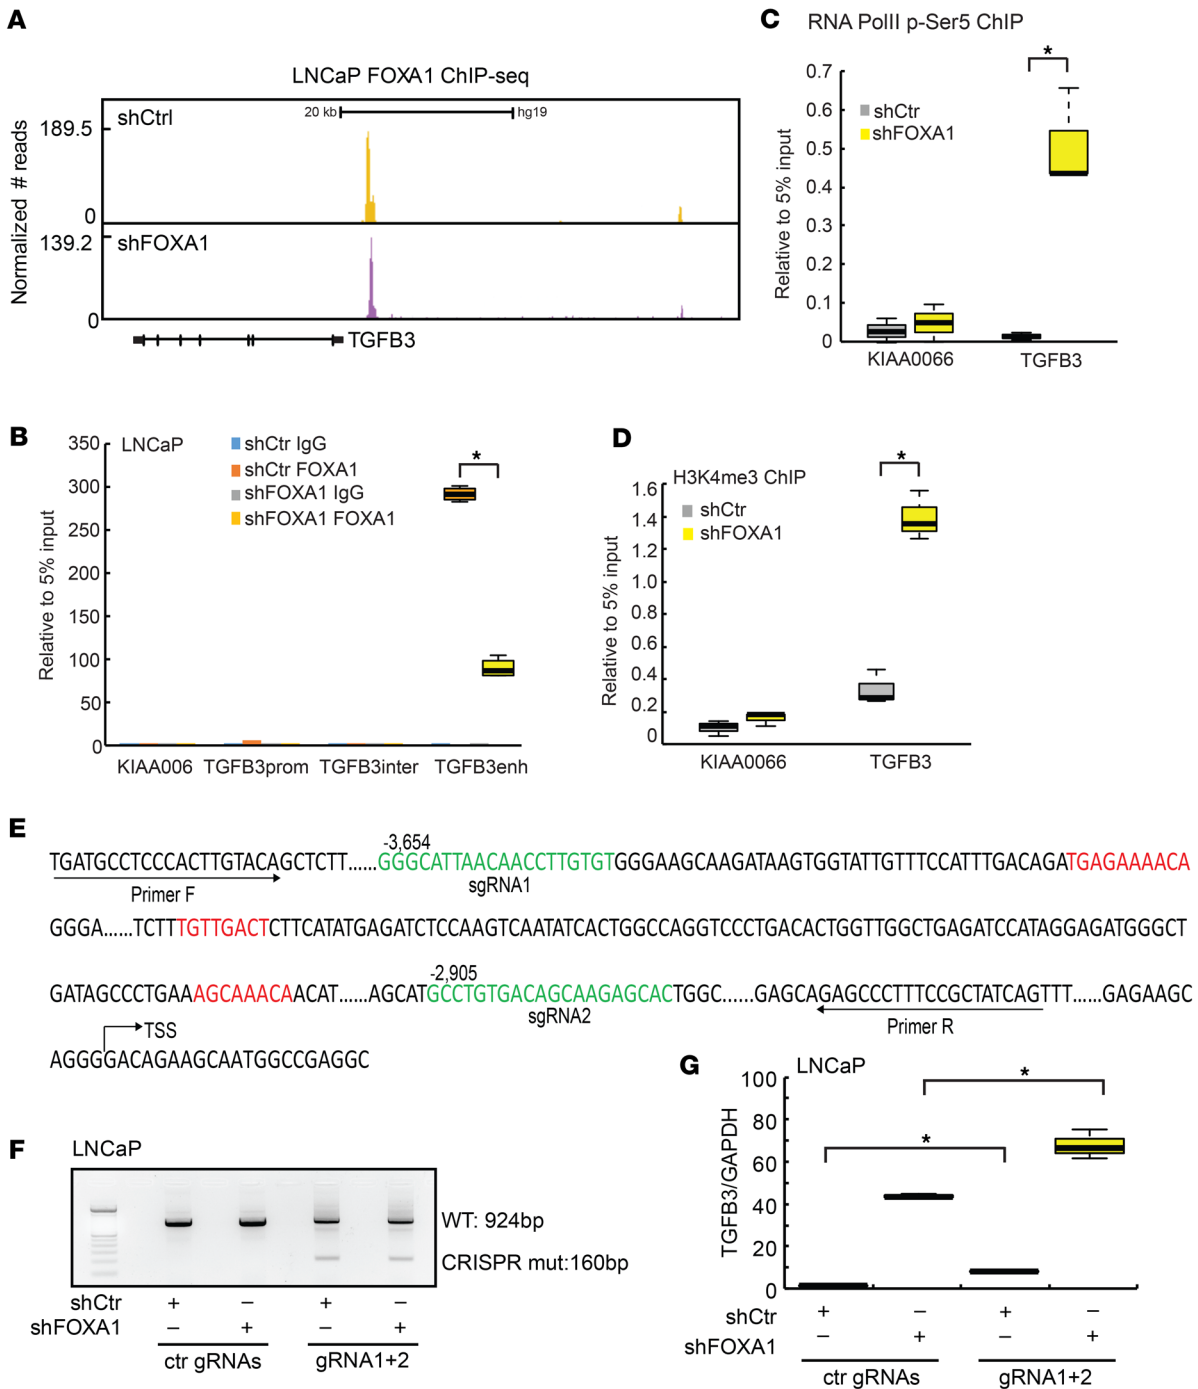 A
LNCaP FOXA1 ChIP-seq
Normalized # reads
shCtrl
20 kb
hg19
189.5
0
shFOXA1
139.2
0
TGFB3
C
RNA PolII p-Ser5 ChIP
*
Relative to 5% input
0.7
0.6
0.5
0.4
0.3
0.2
0.1
0
shCtr
shFOXA1
KIAA0066
TGFB3
B
LNCaP
Relative to 5% input
350
300
250
200
150
100
50
0
shCtr IgG
shCtr FOXA1
shFOXA1 IgG
shFOXA1 FOXA1
*
KIAA006
TGFB3prom
TGFB3inter
TGFB3enh
D
H3K4me3 ChIP
Relative to 5% input
1.6
1.4
1.2
1.0
0.8
0.6
0.4
0.2
0
shCtr
shFOXA1
*
KIAA0066
TGFB3
E
-3,654
TGATGCCTCCCACTTGTACAGCTCTT......GGGCATTAACAACCTTGTGTGGGAAGCAAGATAAGTGGTATTGTTTCCATTTGACAGATGAGAAAACA
Primer F
sgRNA1
GGGA......TCTTTGTTGACTCTTCATATGAGATCTCCAAGTCAATATCACTGGCCAGGTCCCTGACACTGGTTGGCTGAGATCCATAGGAGATGGGCT
-2,905
GATAGCCCTGAAAGCAAACAAACAT......AGCATGCCTGTGACAGCAAGAGCACTGGC......GAGCAGAGCCCTTTCCGCTATCAGTTT......GAGAAGC
sgRNA2
Primer R
TSS
AGGGGACAGAAGCAATGGCCGAGGC
F
LNCaP
WT: 924bp
CRISPR mut:160bp
shCtr + – + –
shFOXA1 – + – +
ctr gRNAs
gRNA1+2
G
LNCaP
TGFB3/GAPDH
100
80
60
40
20
0
*
*
shCtr + – + –
shFOXA1 – + – +
ctr gRNAs
gRNA1+2